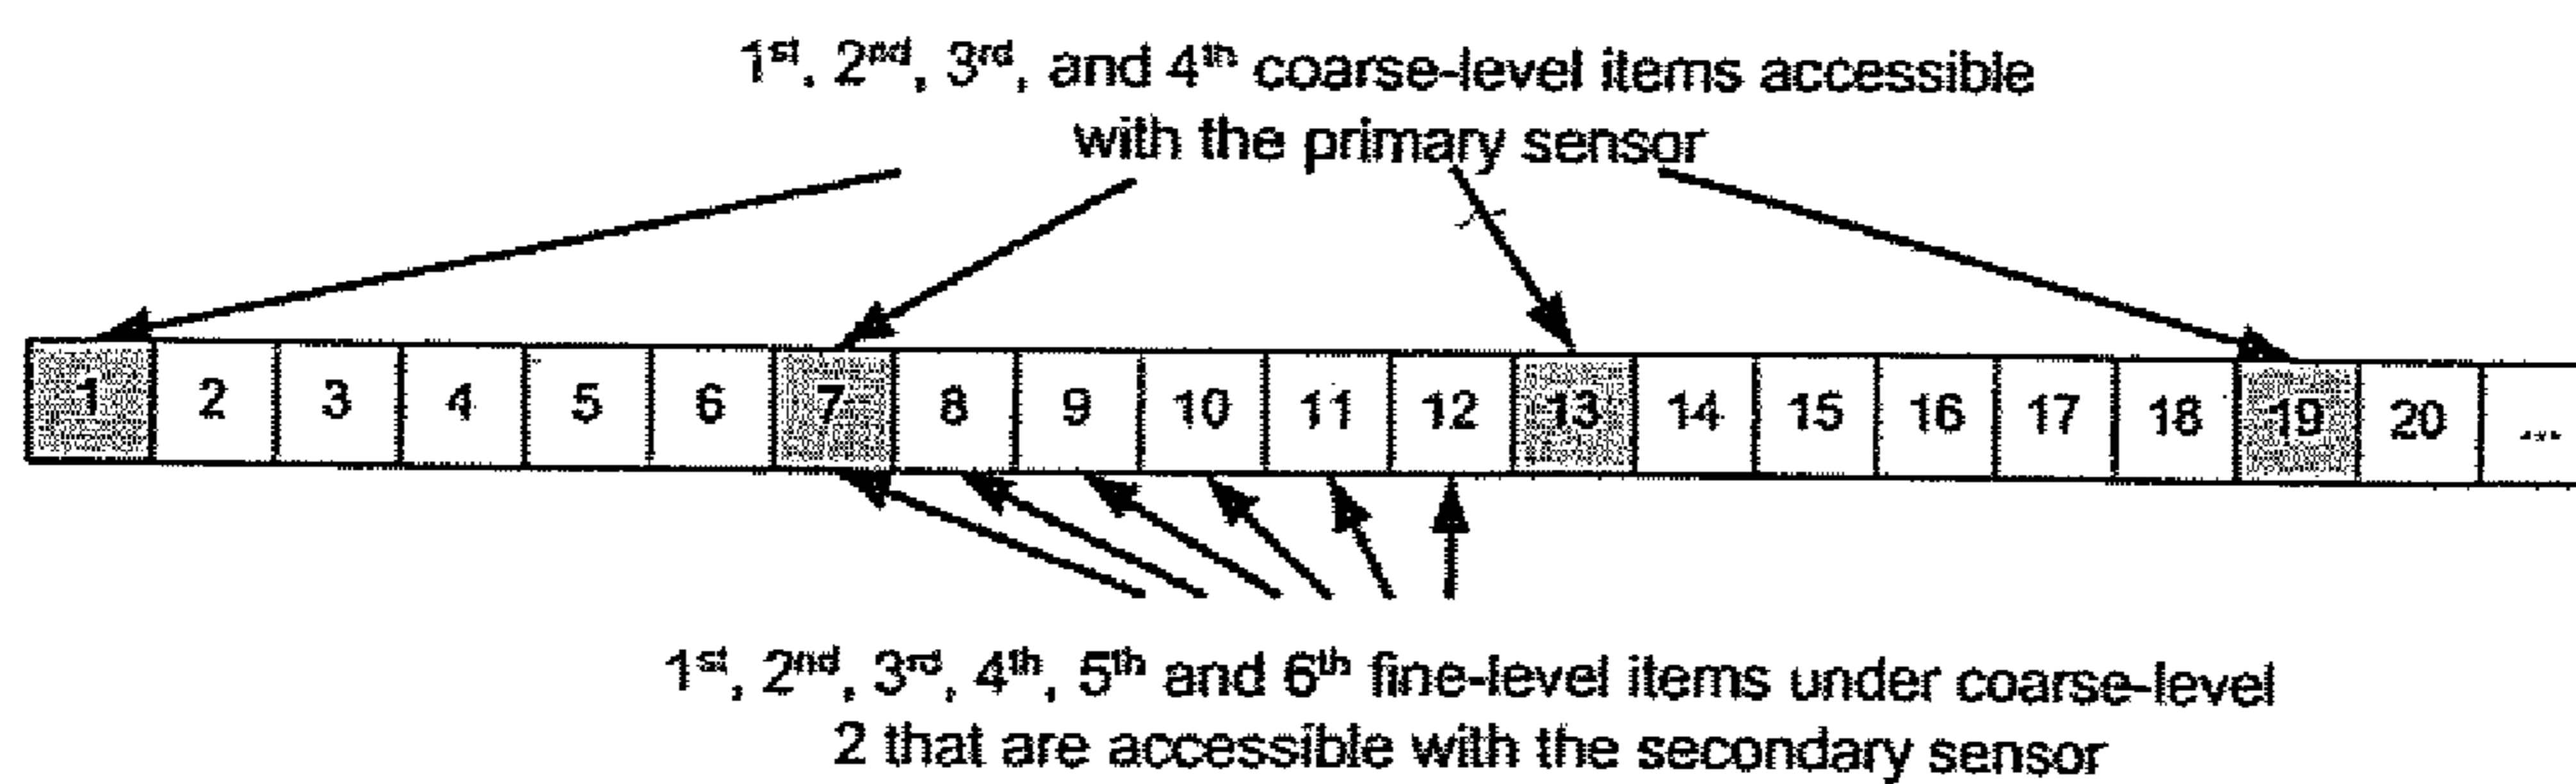 1st, 2nd, 3rd, and 4th coarse-level items accessible
with the primary sensor
1 2 3 4 5 6 7 8 9 10 11 12 13 14 15 16 17 18 19 20 ...
1st, 2nd, 3rd, 4th, 5th and 6th fine-level items under coarse-level
2 that are accessible with the secondary sensor